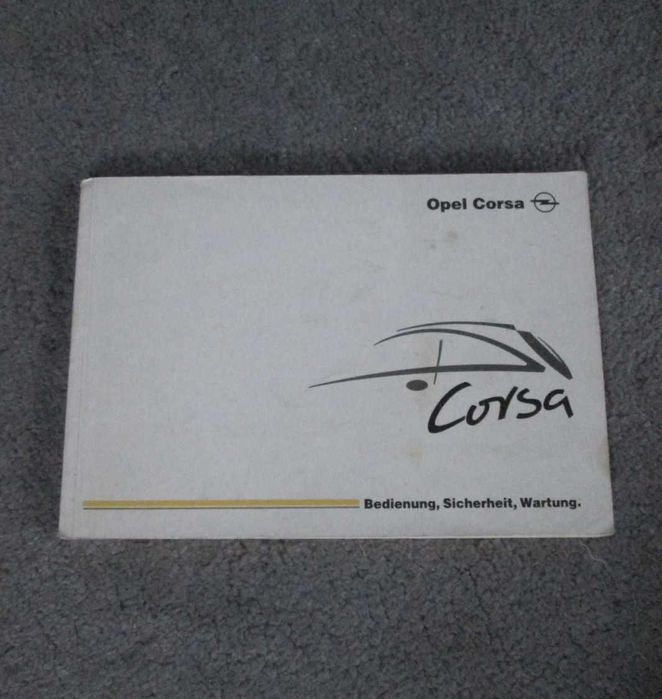 Opel Corsa
Corsa
Bedienung, Sicherheit, Wartung.